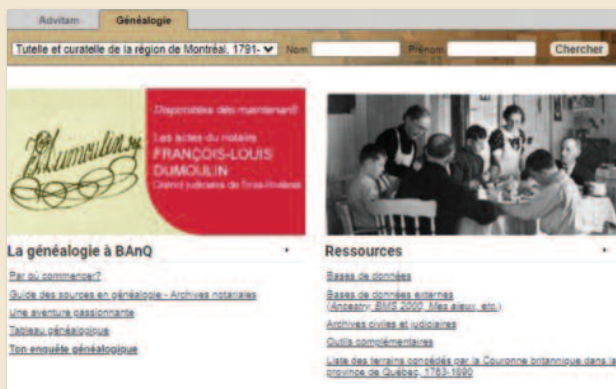 Advitam Généalogie
Tutelle et curatelle de la région de Montréal, 1791- Nom Prénom Chercher
Dumoulin
Disponibles dès maintenant!
Les actes du notaire
FRANÇOIS-LOUIS
DUMOULIN
District judiciaire de Trois-Rivières
La généalogie à BAnQ
Par où commencer?
Guide des sources en généalogie - Archives notariales
Une aventure passionnante
Tableau généalogique
Ton enquête généalogique
Ressources
Bases de données
Bases de données externes
(Ancestry, BMS 2000, Mes aïeux, etc.)
Archives civiles et judiciaires
Outils complémentaires
Liste des terrains concédés par la Couronne britannique dans la
province de Québec, 1763-1890